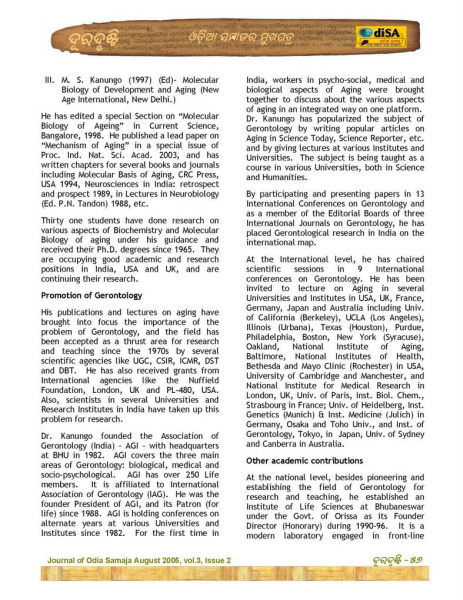 ଦୂରଦୃଷ୍ଟି
ଓଡ଼ିଆ ସମାଜର ମୁଖପତ୍ର
diSA
III. M. S. Kanungo (1997) (Ed)- Molecular
Biology of Development and Aging (New
Age International, New Delhi.)
He has edited a special Section on “Molecular
Biology of Ageing” in Current Science,
Bangalore, 1998. He published a lead paper on
“Mechanism of Aging” in a special issue of
Proc. Ind. Nat. Sci. Acad. 2003, and has
written chapters for several books and journals
including Molecular Basis of Aging, CRC Press,
USA 1994, Neurosciences in India: retrospect
and prospect 1989, in Lectures in Neurobiology
(Ed. P.N. Tandon) 1988, etc.
Thirty one students have done research on
various aspects of Biochemistry and Molecular
Biology of aging under his guidance and
received their Ph.D. degrees since 1965. They
are occupying good academic and research
positions in India, USA and UK, and are
continuing their research.
Promotion of Gerontology
His publications and lectures on aging have
brought into focus the importance of the
problem of Gerontology, and the field has
been accepted as a thrust area for research
and teaching since the 1970s by several
scientific agencies like UGC, CSIR, ICMR, DST
and DBT. He has also received grants from
International agencies like the Nuffield
Foundation, London, UK and PL-480, USA.
Also, scientists in several Universities and
Research Institutes in India have taken up this
problem for research.
Dr. Kanungo founded the Association of
Gerontology (India) - AGI - with headquarters
at BHU in 1982. AGI covers the three main
areas of Gerontology: biological, medical and
socio-psychological. AGI has over 250 Life
members. It is affiliated to International
Association of Gerontology (IAG). He was the
founder President of AGI, and its Patron (for
life) since 1988. AGI is holding conferences on
alternate years at various Universities and
Institutes since 1982. For the first time in
India, workers in psycho-social, medical and
biological aspects of Aging were brought
together to discuss about the various aspects
of aging in an integrated way on one platform.
Dr. Kanungo has popularized the subject of
Gerontology by writing popular articles on
Aging in Science Today, Science Reporter, etc.
and by giving lectures at various Institutes and
Universities. The subject is being taught as a
course in various Universities, both in Science
and Humanities.
By participating and presenting papers in 13
International Conferences on Gerontology and
as a member of the Editorial Boards of three
International Journals on Gerontology, he has
placed Gerontological research in India on the
international map.
At the International level, he has chaired
scientific sessions in 9 International
conferences on Gerontology. He has been
invited to lecture on Aging in several
Universities and Institutes in USA, UK, France,
Germany, Japan and Australia including Univ.
of California (Berkeley), UCLA (Los Angeles),
Illinois (Urbana), Texas (Houston), Purdue,
Philadelphia, Boston, New York (Syracuse),
Oakland, National Institute of Aging,
Baltimore, National Institutes of Health,
Bethesda and Mayo Clinic (Rochester) in USA,
University of Cambridge and Manchester, and
National Institute for Medical Research in
London, UK, Univ. of Paris, Inst. Biol. Chem.,
Strasbourg in France; Univ. of Heidelberg, Inst.
Genetics (Munich) & Inst. Medicine (Julich) in
Germany, Osaka and Toho Univ., and Inst. of
Gerontology, Tokyo, in Japan, Univ. of Sydney
and Canberra in Australia.
Other academic contributions
At the national level, besides pioneering and
establishing the field of Gerontology for
research and teaching, he established an
Institute of Life Sciences at Bhubaneswar
under the Govt. of Orissa as its Founder
Director (Honorary) during 1990-96. It is a
modern laboratory engaged in front-line
Journal of Odia Samaja August 2005, vol.3, Issue 2
ଦୂରଦୃଷ୍ଟି -